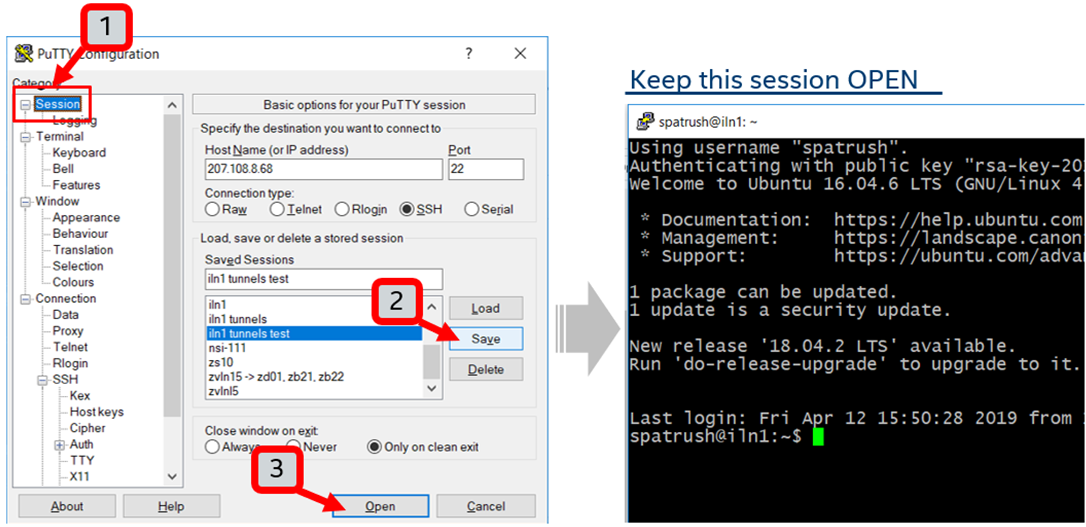 1
PuTTY Configuration
?
Category:
Session
Logging
Terminal
Keyboard
Bell
Features
Window
Appearance
Behaviour
Translation
Selection
Colours
Connection
Data
Proxy
Telnet
Rlogin
SSH
Kex
Host keys
Cipher
Auth
TTY
X11
Basic options for your PuTTY session
Specify the destination you want to connect to
Host Name (or IP address) Port
207.108.8.68 22
Connection type:
Raw Telnet Rlogin SSH Serial
Load, save or delete a stored session
Saved Sessions
iln1 tunnels test
iln1
iln1 tunnels
iln1 tunnels test
nsi-111
zs10
zvln15 -> zd01, zb21, zb22
zvlnl5
Load
2
Save
Delete
Close window on exit:
Always Never Only on clean exit
3
About Help Open Cancel
Keep this session OPEN
spatrush@iln1: ~
Using username "spatrush".
Authenticating with public key "rsa-key-20
Welcome to Ubuntu 16.04.6 LTS (GNU/Linux 4
* Documentation: https://help.ubuntu.com
* Management: https://landscape.canon
* Support: https://ubuntu.com/adva
1 package can be updated.
1 update is a security update.
New release '18.04.2 LTS' available.
Run 'do-release-upgrade' to upgrade to it.
Last login: Fri Apr 12 15:50:28 2019 from
spatrush@iln1:~$